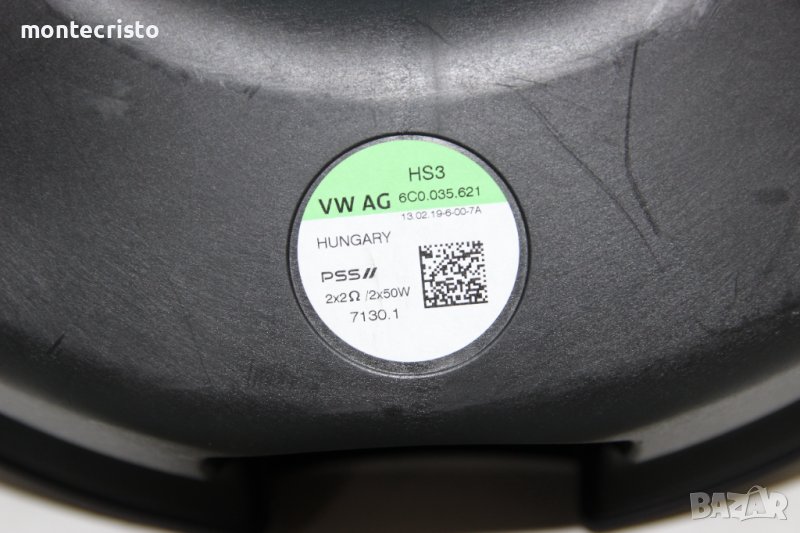 montecristo
HS3
VW AG 6C0.035.621
13.02.19-6-00-7A
HUNGARY
PSS
2x2Ω /2x50W
7130.1
BAZAR